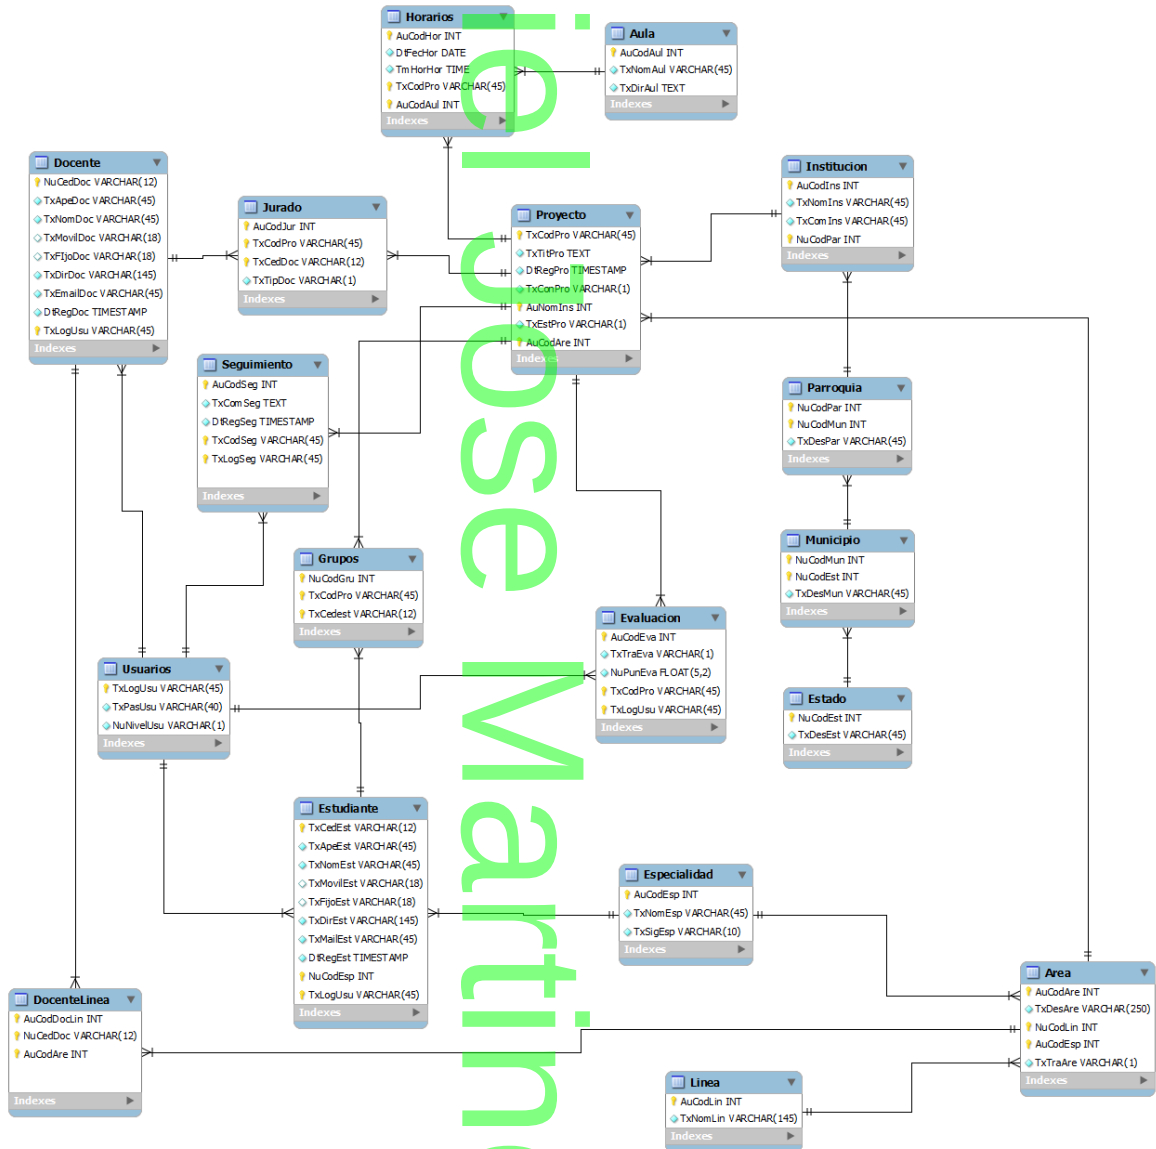 Horarios
AuCodHor INT
DtFecHor DATE
TmHorHor TIME
TxCodPro VARCHAR(45)
AuCodAul INT
Indexes
Aula
AuCodAul INT
TxNomAul VARCHAR(45)
TxDirAul TEXT
Indexes
Docente
NuCedDoc VARCHAR(12)
TxApeDoc VARCHAR(45)
TxNomDoc VARCHAR(45)
TxMovilDoc VARCHAR(18)
TxFIjoDoc VARCHAR(18)
TxDirDoc VARCHAR(145)
TxEmailDoc VARCHAR(45)
DtRegDoc TIMESTAMP
TxLogUsu VARCHAR(45)
Indexes
Jurado
AuCodJur INT
TxCodPro VARCHAR(45)
TxCedDoc VARCHAR(12)
TxTipDoc VARCHAR(1)
Indexes
Proyecto
TxCodPro VARCHAR(45)
TxTitPro TEXT
DtRegPro TIMESTAMP
TxConPro VARCHAR(1)
AuNomIns INT
TxEstPro VARCHAR(1)
AuCodAre INT
Indexes
Institucion
AuCodIns INT
TxNomIns VARCHAR(45)
TxComIns VARCHAR(45)
NuCodPar INT
Indexes
Seguimiento
AuCodSeg INT
TxComSeg TEXT
DtRegSeg TIMESTAMP
TxCodSeg VARCHAR(45)
TxLogSeg VARCHAR(45)
Indexes
Parroquia
NuCodPar INT
NuCodMun INT
TxDesPar VARCHAR(45)
Indexes
Grupos
NuCodGru INT
TxCodPro VARCHAR(45)
TxCedest VARCHAR(12)
Indexes
Municipio
NuCodMun INT
NuCodEst INT
TxDesMun VARCHAR(45)
Indexes
Evaluacion
AuCodEva INT
TxTraEva VARCHAR(1)
NuPunEva FLOAT(5,2)
TxCodPro VARCHAR(45)
TxLogUsu VARCHAR(45)
Indexes
Usuarios
TxLogUsu VARCHAR(45)
TxPasUsu VARCHAR(40)
NuNivelUsu VARCHAR(1)
Indexes
Estado
NuCodEst INT
TxDesEst VARCHAR(45)
Indexes
Estudiante
TxCedEst VARCHAR(12)
TxApeEst VARCHAR(45)
TxNomEst VARCHAR(45)
TxMovilEst VARCHAR(18)
TxFijoEst VARCHAR(18)
TxDirEst VARCHAR(145)
TxMailEst VARCHAR(45)
DtRegEst TIMESTAMP
NuCodEsp INT
TxLogUsu VARCHAR(45)
Indexes
Especialidad
AuCodEsp INT
TxNomEsp VARCHAR(45)
TxSigEsp VARCHAR(10)
Indexes
DocenteLinea
AuCodDocLin INT
NuCedDoc VARCHAR(12)
AuCodAre INT
Indexes
Area
AuCodAre INT
TxDesAre VARCHAR(250)
NuCodLin INT
AuCodEsp INT
TxTraAre VARCHAR(1)
Indexes
Linea
AuCodLin INT
TxNomLin VARCHAR(145)
Indexes
iel Jose Martin